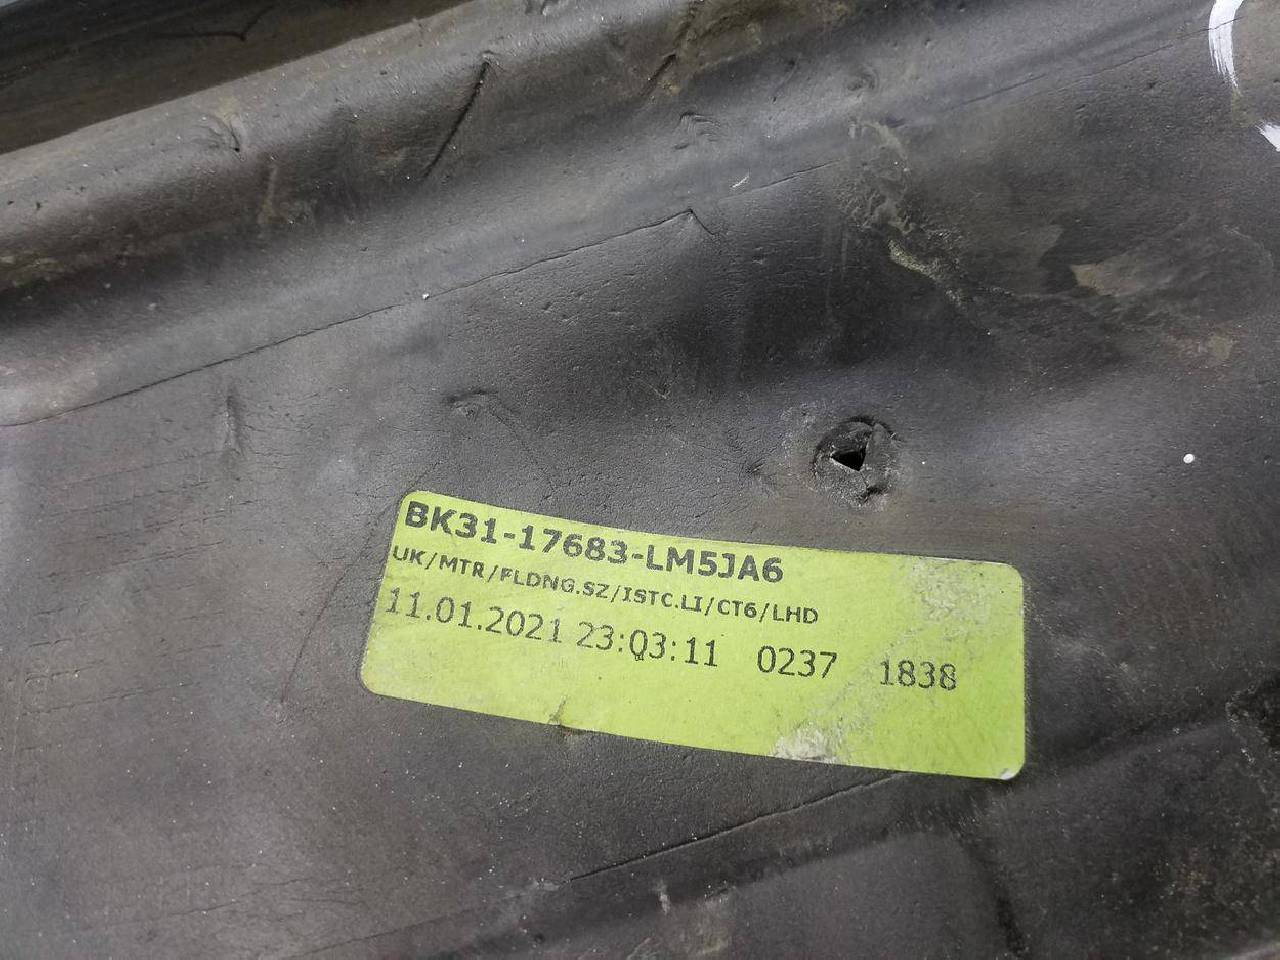 BK31-17683-LM5JA6
UK/MTR/FLDNG.SZ/ISTC.LI/CT6/LHD
11.01.2021 23:03:11 0237 1838